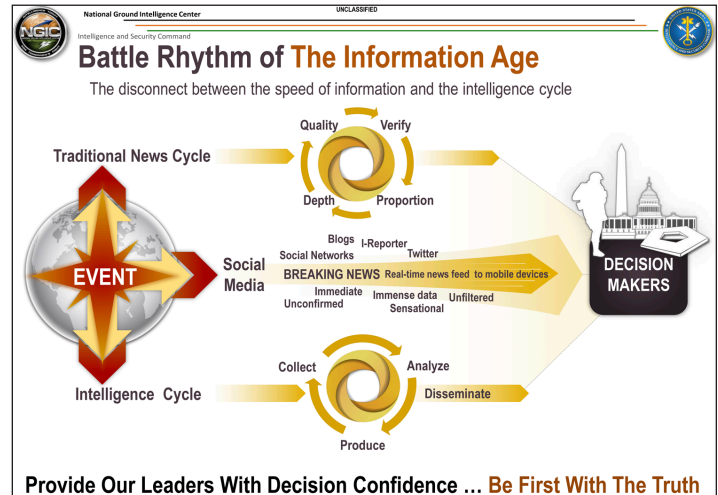 UNCLASSIFIED
NGIC
National Ground Intelligence Center
Intelligence and Security Command
Battle Rhythm of The Information Age
The disconnect between the speed of information and the intelligence cycle
Traditional News Cycle
Quality
Verify
Depth
Proportion
EVENT
Social
Media
Blogs
I-Reporter
Social Networks
Twitter
BREAKING NEWS Real-time news feed to mobile devices
Immediate
Immense data
Unfiltered
Unconfirmed
Sensational
DECISION
MAKERS
Intelligence Cycle
Collect
Analyze
Disseminate
Produce
Provide Our Leaders With Decision Confidence ... Be First With The Truth